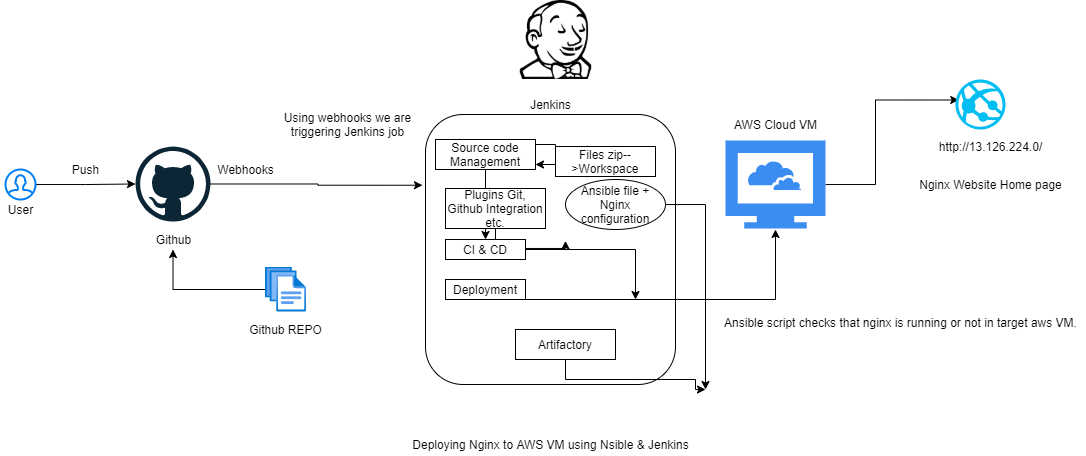 Jenkins
Using webhooks we are
triggering Jenkins job
Push
Webhooks
User
Github
Github REPO
Source code
Management
Files zip--
>Workspace
Plugins Git,
Github Integration
etc.
Ansible file +
Nginx
configuration
CI & CD
Deployment
Artifactory
AWS Cloud VM
http://13.126.224.0/
Nginx Website Home page
Ansible script checks that nginx is running or not in target aws VM.
Deploying Nginx to AWS VM using Nsible & Jenkins